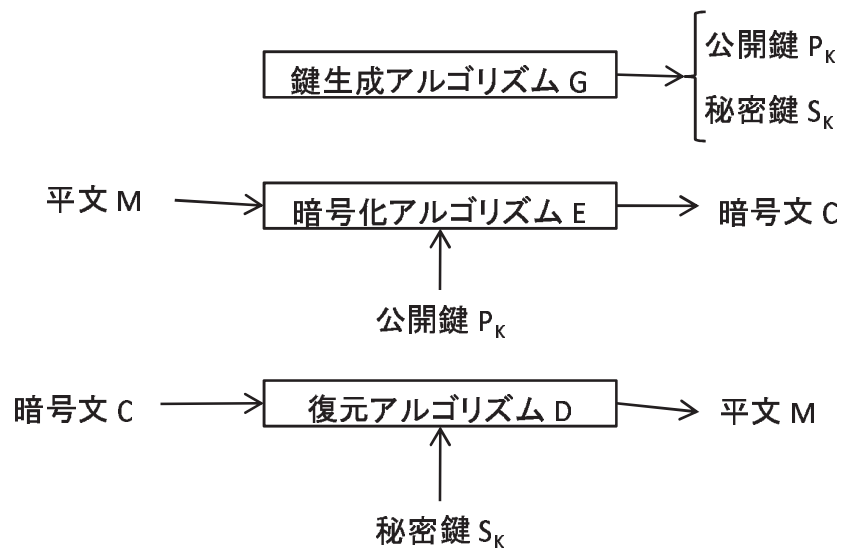 鍵生成アルゴリズム G
公開鍵 PK
秘密鍵 SK
平文 M
暗号化アルゴリズム E
暗号文 C
公開鍵 PK
暗号文 C
復元アルゴリズム D
平文 M
秘密鍵 SK